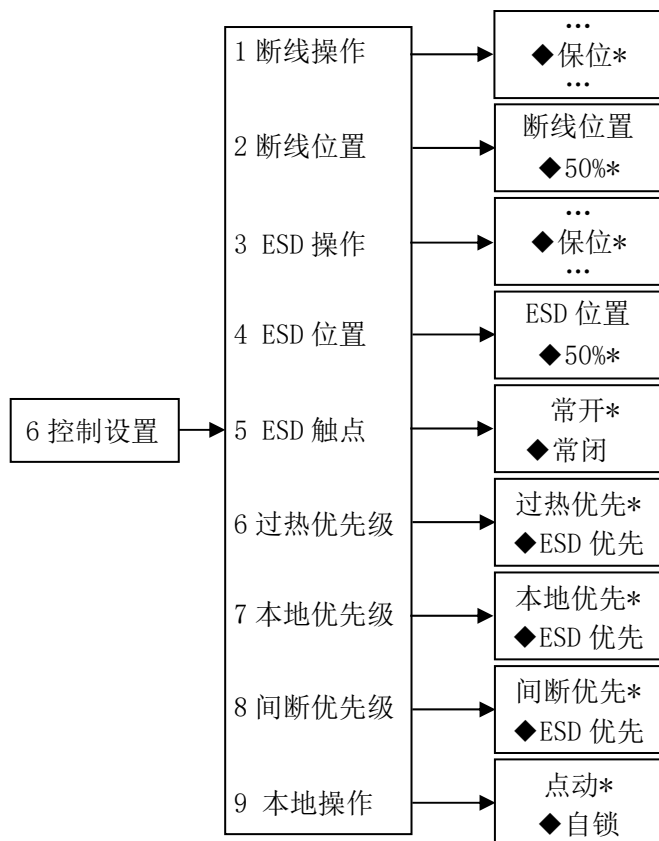 6 控制设置
1 断线操作
…
◆保位*
…
2 断线位置
断线位置
◆50%*
3 ESD 操作
…
◆保位*
…
4 ESD 位置
ESD 位置
◆50%*
5 ESD 触点
常开*
◆常闭
6 过热优先级
过热优先*
◆ESD 优先
7 本地优先级
本地优先*
◆ESD 优先
8 间断优先级
间断优先*
◆ESD 优先
9 本地操作
点动*
◆自锁